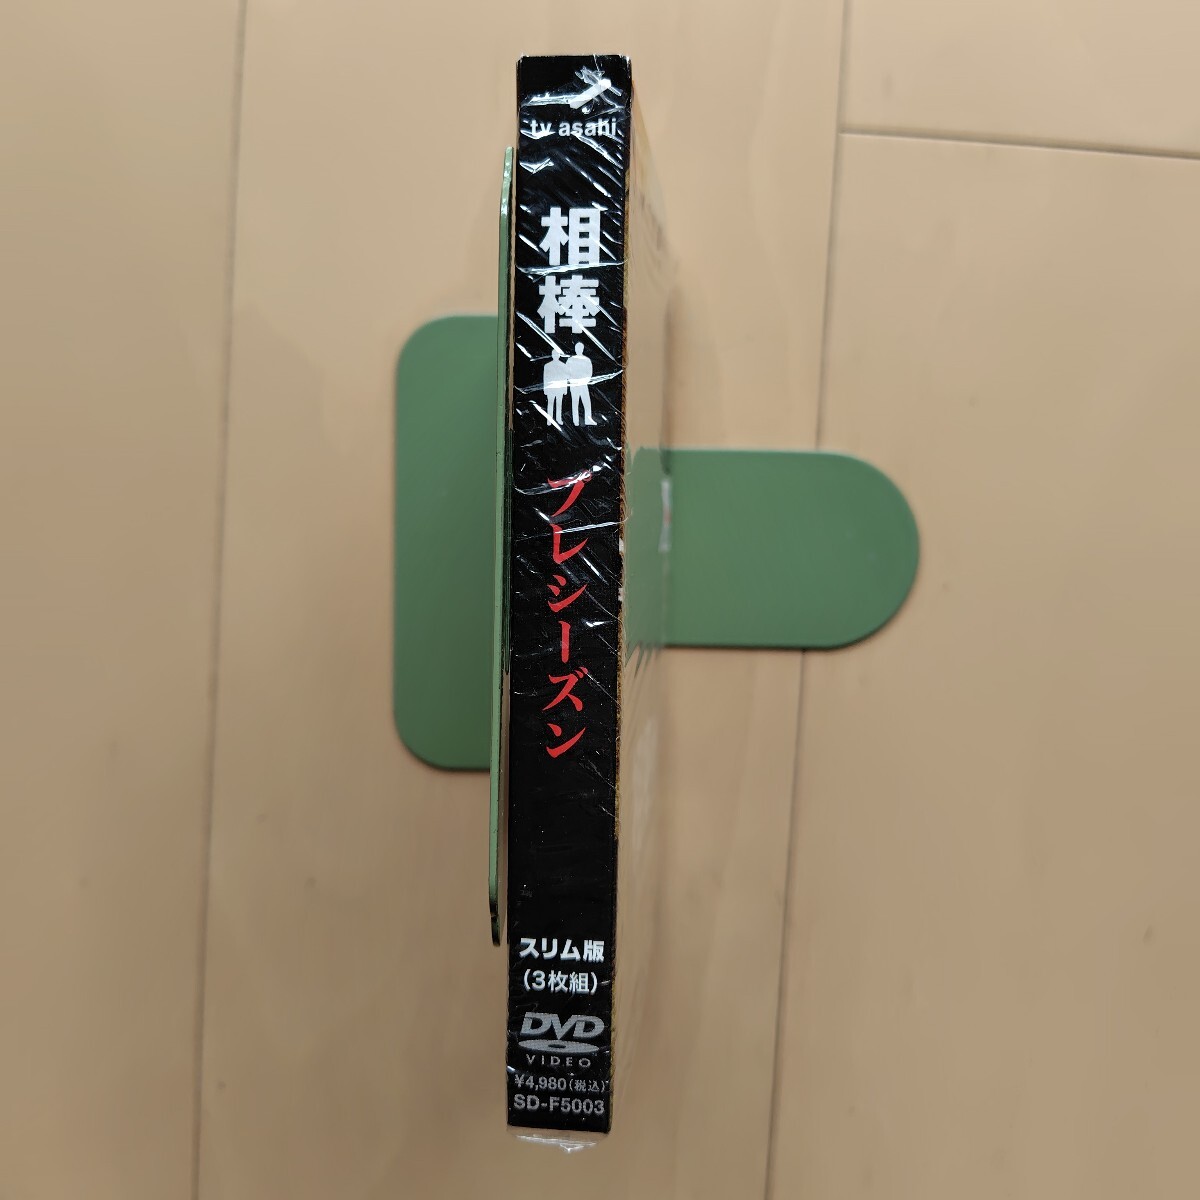 tv asahi
相棒
プレシーズン
スリム版
(3枚組)
DVD
VIDEO
¥4,980(税込)
SD-F5003